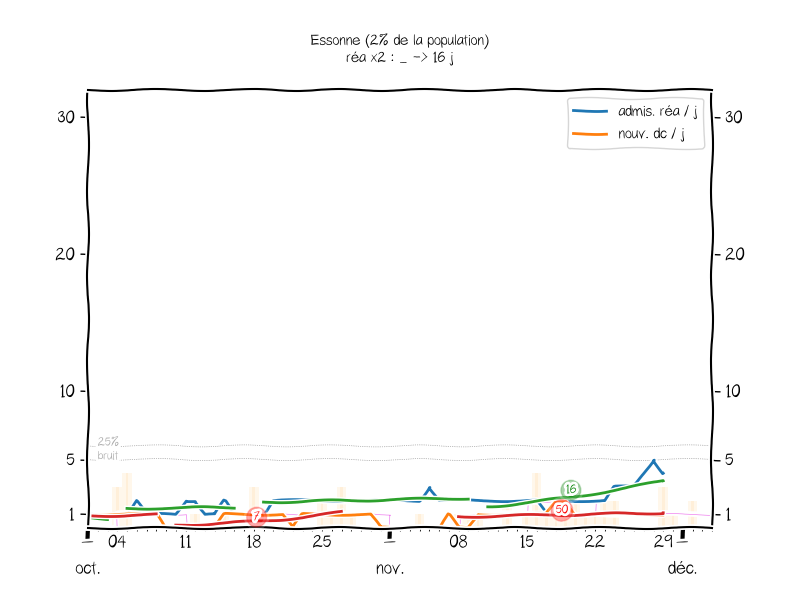 Essonne (2% de la population)
réa x2 : _ -> 16 j
admis. réa / j
nouv. dc / j
30
30
20
20
10
10
25%
bruit
5
5
1
1
7
16
50
04
11
18
25
08
15
22
29
oct.
nov.
déc.